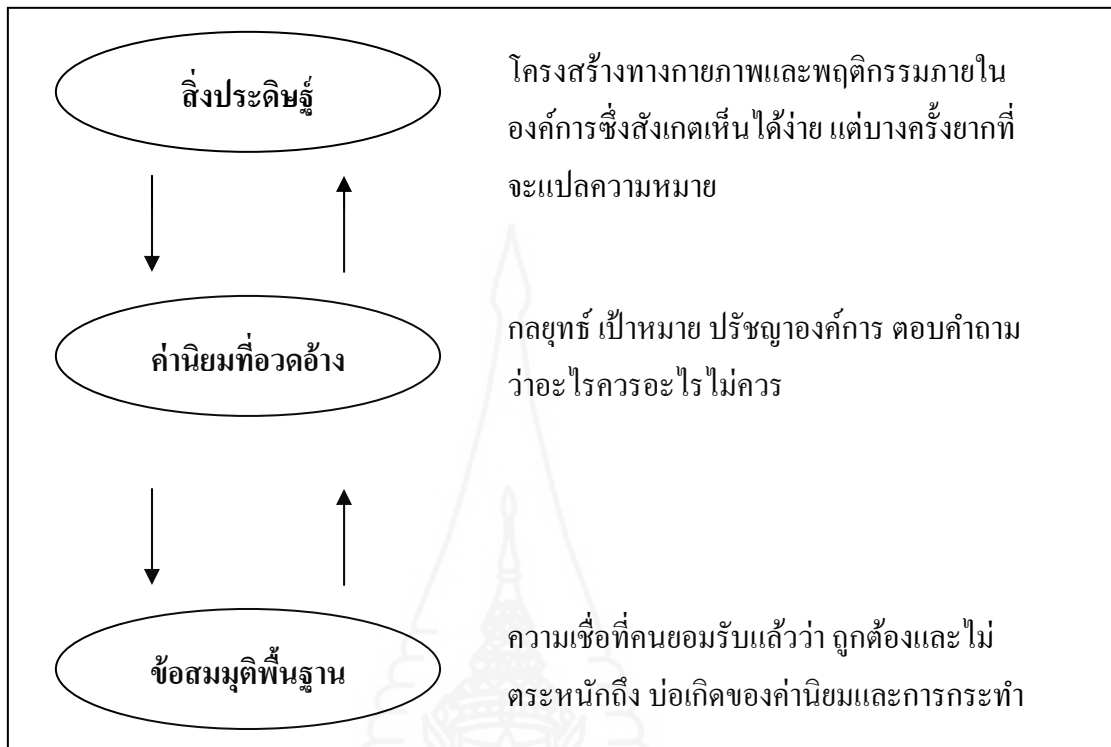 สิ่งประดิษฐ์
โครงสร้างทางกายภาพและพฤติกรรมภายใน
องค์การซึ่งสังเกตเห็นได้ง่าย แต่บางครั้งยากที่
จะแปลความหมาย
ค่านิยมที่อวดอ้าง
กลยุทธ์ เป้าหมาย ปรัชญาองค์การ ตอบคำถาม
ว่าอะไรควรอะไรไม่ควร
ข้อสมมุติพื้นฐาน
ความเชื่อที่คนยอมรับแล้วว่า ถูกต้องและไม่
ตระหนักถึง บ่อเกิดของค่านิยมและการกระทำ